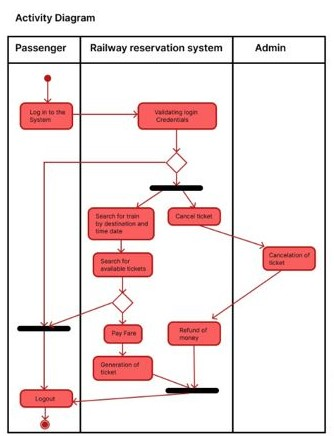 Activity Diagram
Passenger
Railway reservation system
Admin
Log in to the
System
Validating login
Credentials
Search for train
by destination and
time date
Cancel ticket
Search for
available tickets
Cancelation of
ticket
Pay Fare
Refund of
money
Generation of
ticket
Logout